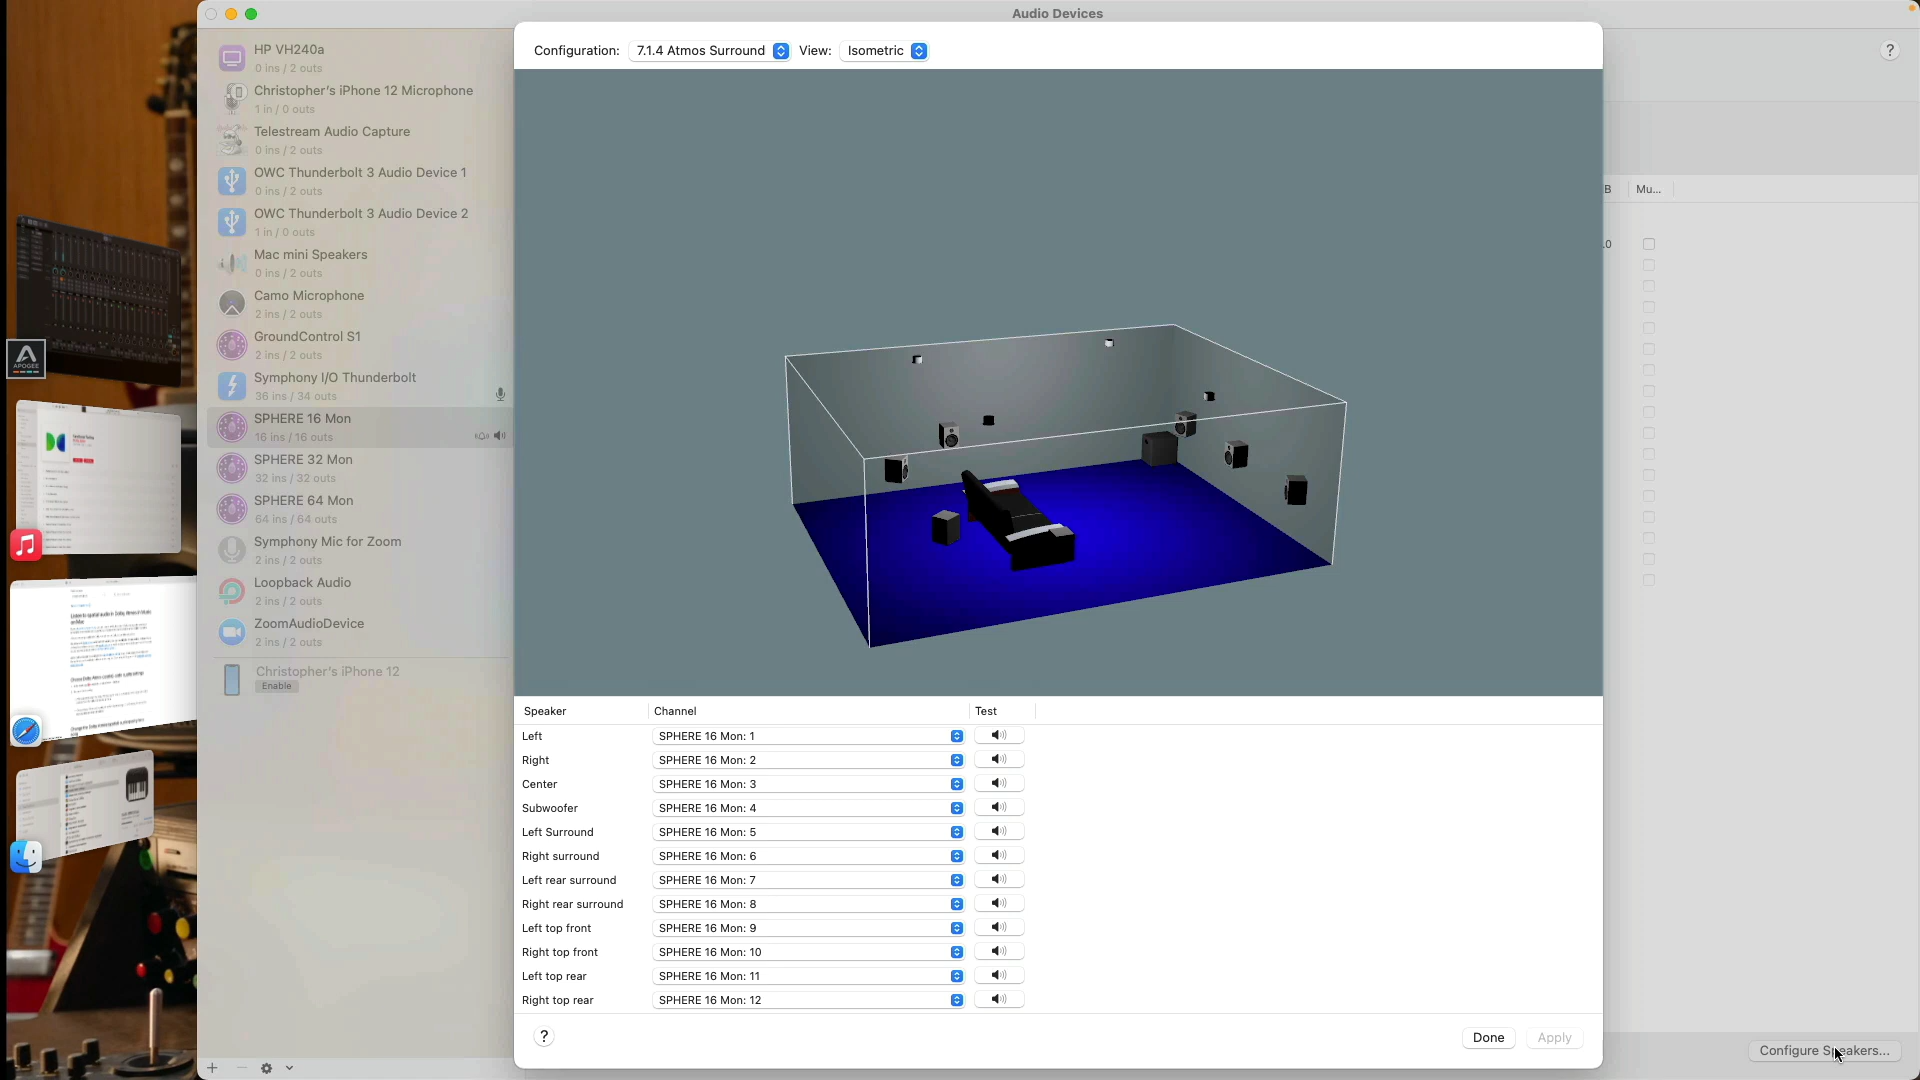 Audio Devices
HP VH240a
0 ins / 2 outs
Christopher's iPhone 12 Microphone
1 in / 0 outs
Telestream Audio Capture
0 ins / 2 outs
OWC Thunderbolt 3 Audio Device 1
0 ins / 2 outs
OWC Thunderbolt 3 Audio Device 2
1 in / 0 outs
Mac mini Speakers
0 ins / 2 outs
Camo Microphone
2 ins / 2 outs
GroundControl S1
2 ins / 2 outs
Symphony I/O Thunderbolt
36 ins / 34 outs
SPHERE 16 Mon
16 ins / 16 outs
SPHERE 32 Mon
32 ins / 32 outs
SPHERE 64 Mon
64 ins / 64 outs
Symphony Mic for Zoom
2 ins / 2 outs
Loopback Audio
2 ins / 2 outs
ZoomAudioDevice
2 ins / 2 outs
Christopher's iPhone 12
Enable
APOGEE
Configuration: 7.1.4 Atmos Surround View: Isometric
?
B Mu...
.0
Speaker Channel Test
Left SPHERE 16 Mon: 1
Right SPHERE 16 Mon: 2
Center SPHERE 16 Mon: 3
Subwoofer SPHERE 16 Mon: 4
Left Surround SPHERE 16 Mon: 5
Right surround SPHERE 16 Mon: 6
Left rear surround SPHERE 16 Mon: 7
Right rear surround SPHERE 16 Mon: 8
Left top front SPHERE 16 Mon: 9
Right top front SPHERE 16 Mon: 10
Left top rear SPHERE 16 Mon: 11
Right top rear SPHERE 16 Mon: 12
? Done Apply
Configure Speakers...